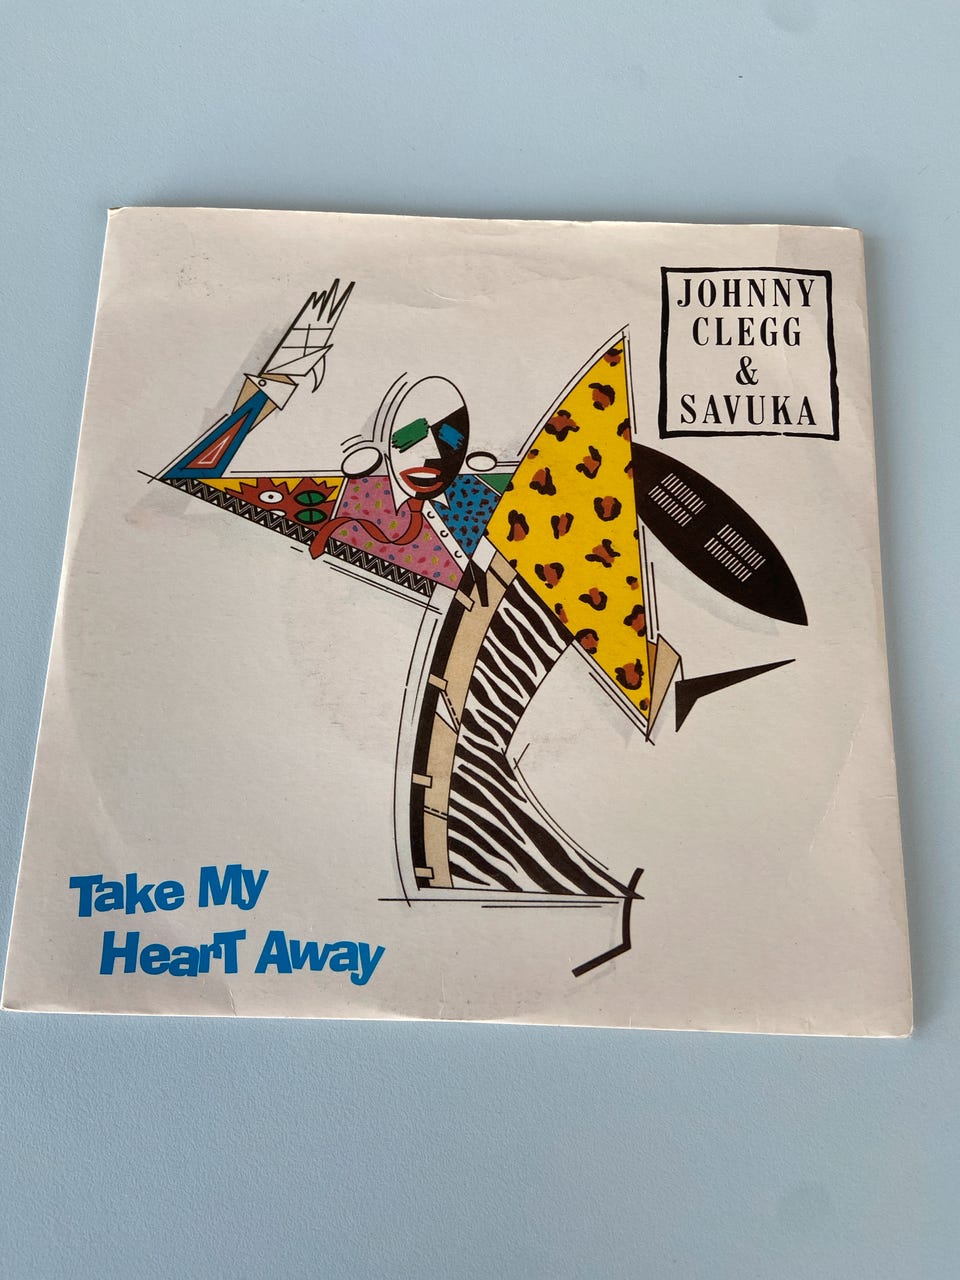 JOHNNY
CLEGG
&
SAVUKA
Take My
Heart Away